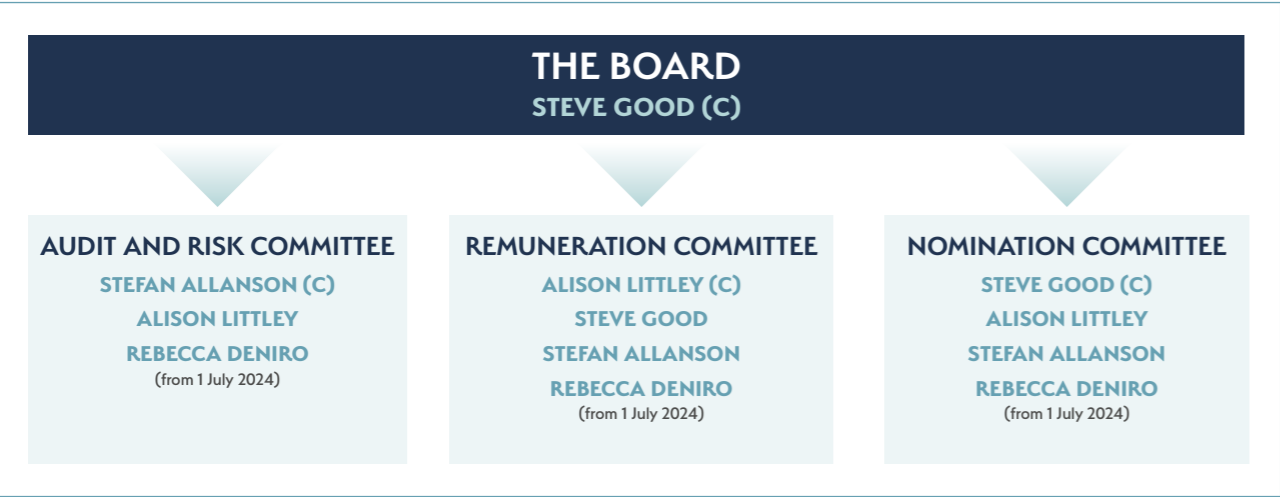 THE BOARD
STEVE GOOD (C)
AUDIT AND RISK COMMITTEE
STEFAN ALLANSON (C)
ALISON LITTLEY
REBECCA DENIRO
(from 1 July 2024)
REMUNERATION COMMITTEE
ALISON LITTLEY (C)
STEVE GOOD
STEFAN ALLANSON
REBECCA DENIRO
(from 1 July 2024)
NOMINATION COMMITTEE
STEVE GOOD (C)
ALISON LITTLEY
STEFAN ALLANSON
REBECCA DENIRO
(from 1 July 2024)